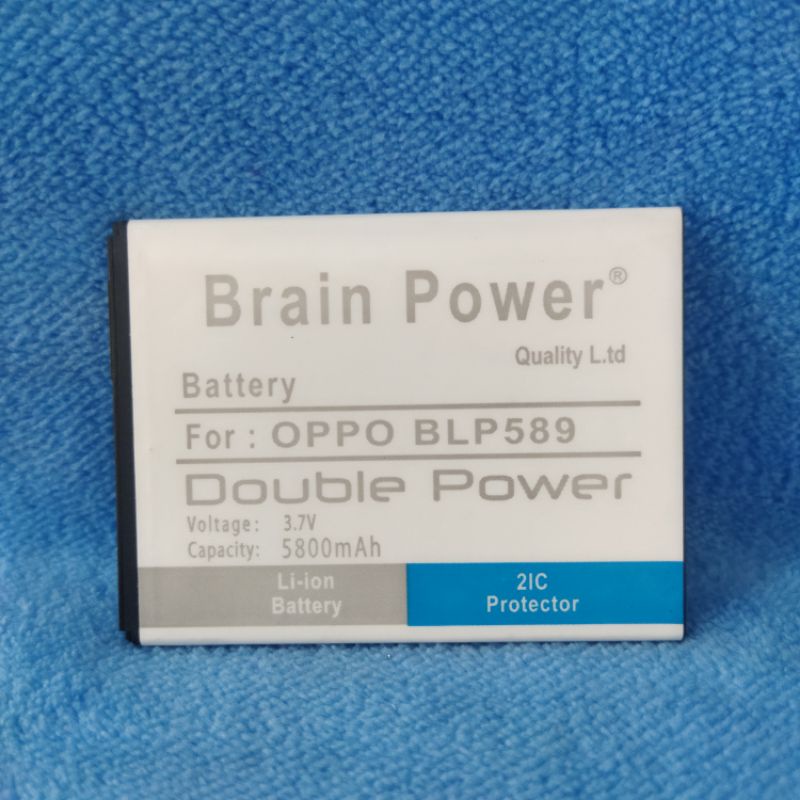 Brain Power®
Quality L.td
Battery
For : OPPO BLP589
Double Power
Voltage: 3.7V
Capacity: 5800mAh
Li-ion
Battery
2IC
Protector